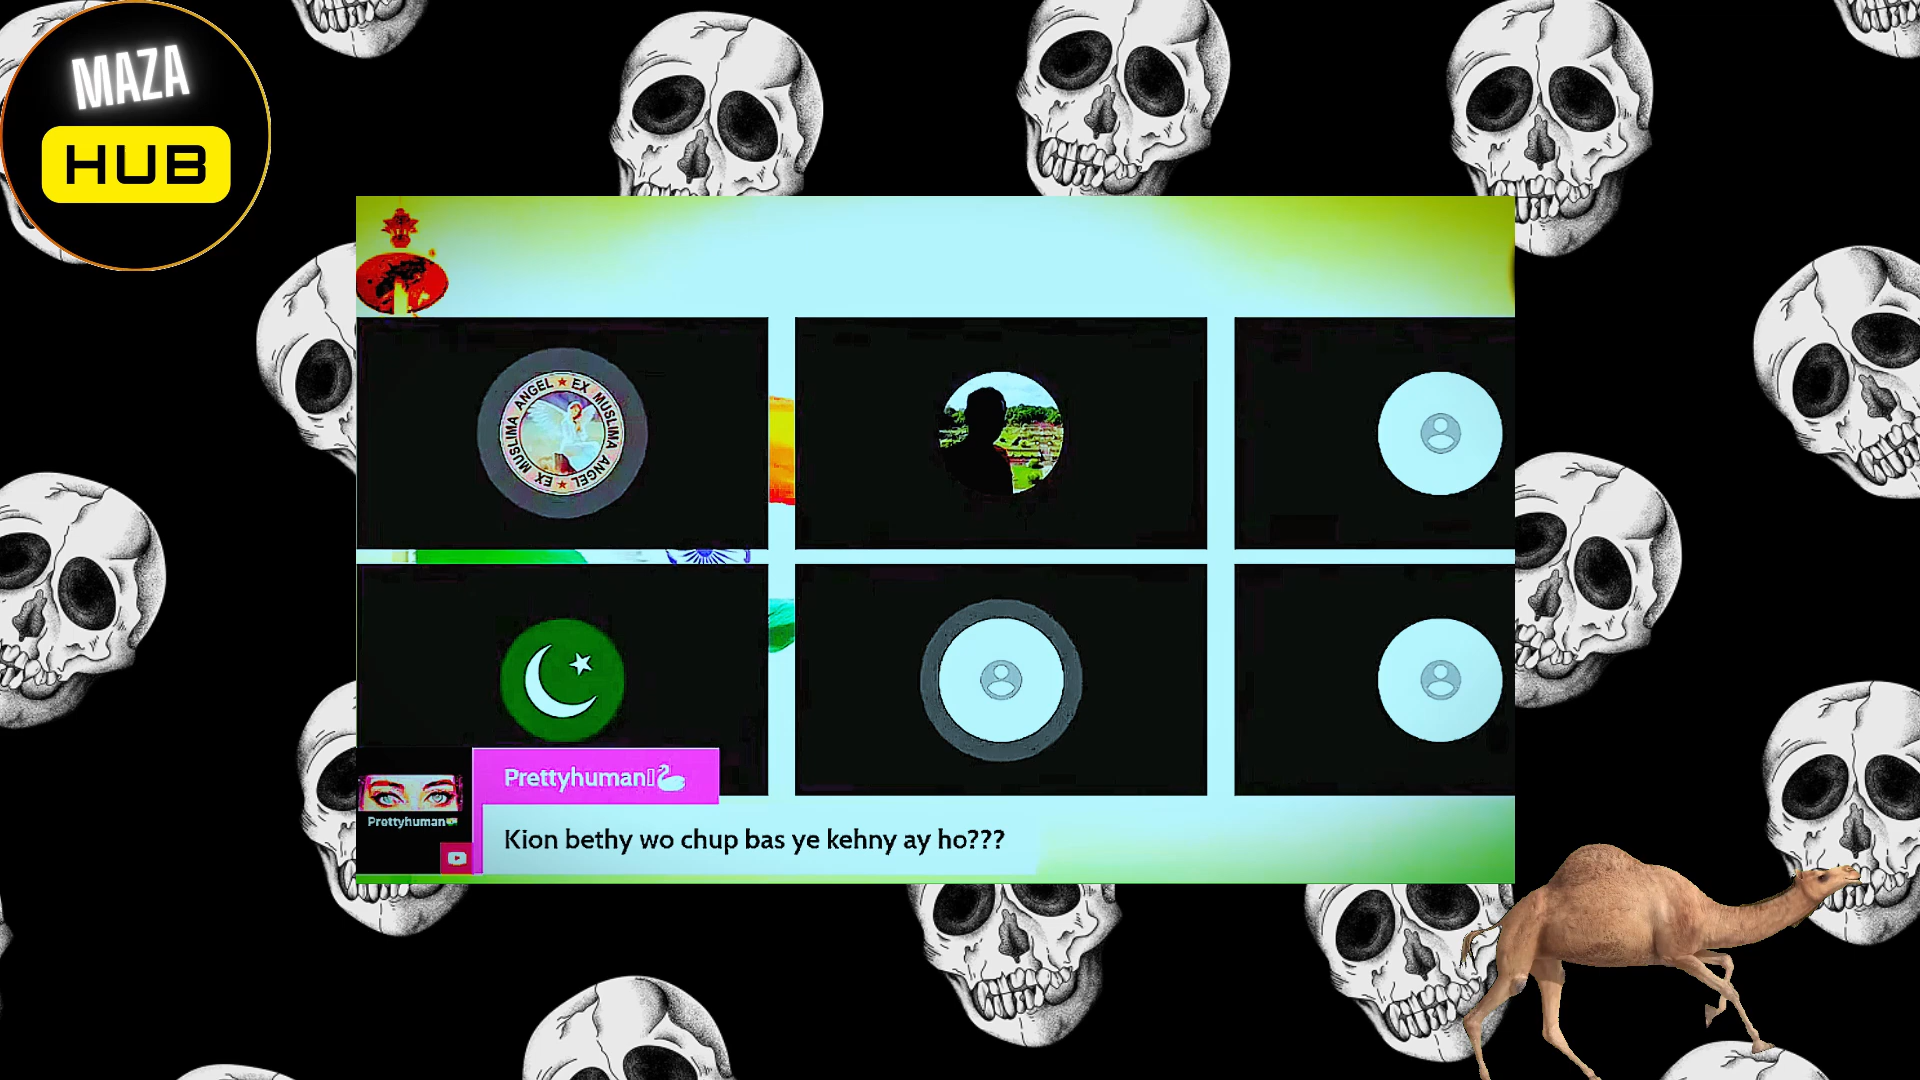 MAZA
HUB
EX MUSLIMA ANGEL ★ EX MUSLIMA ANGEL ★
Prettyhuman
Prettyhuman
Kion bethy wo chup bas ye kehny ay ho???